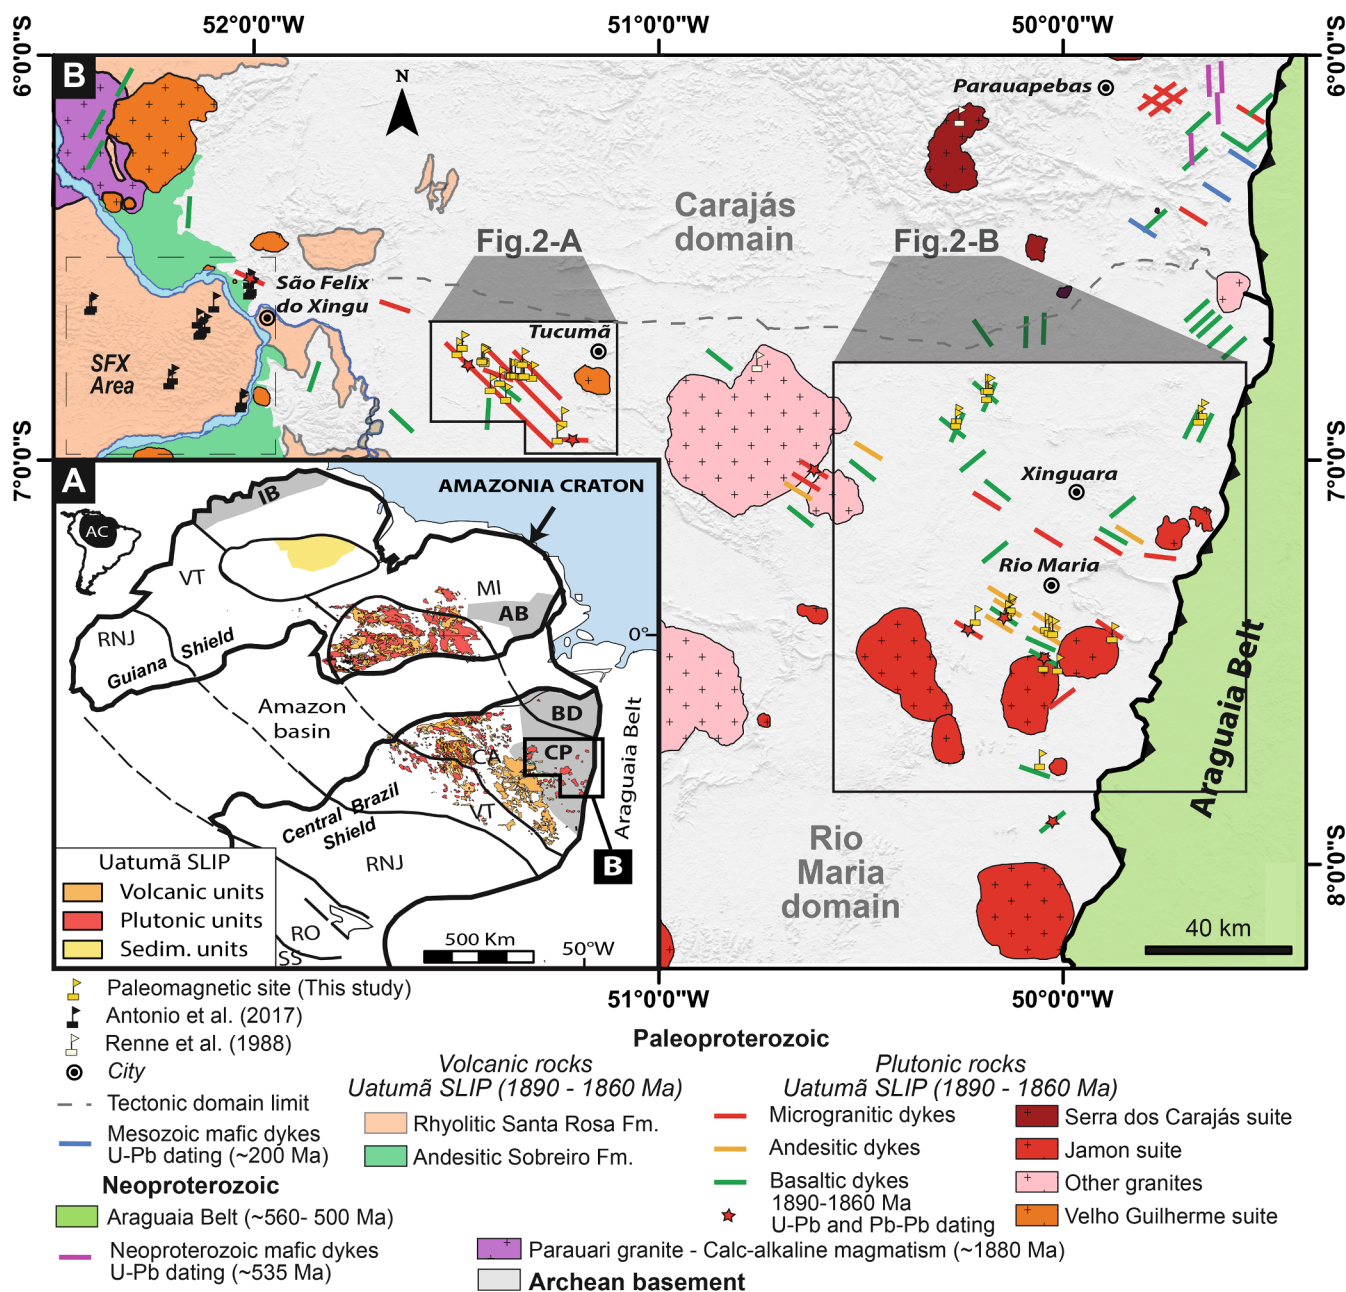 52°0'0"W
51°0'0"W
50°0'0"W
6°0'0"S
6°0'0"S
B
N
Parauapebas
Carajás
domain
Fig.2-A
Fig.2-B
São Felix
do Xingu
Tucumã
SFX
Area
7°0'0"S
7°0'0"S
A
IB
AMAZONIA CRATON
AC
VT
MI
AB
RNJ
Guiana Shield
0°
Xinguara
Rio Maria
Amazon
basin
BD
CA
CP
Araguaia Belt
VT
Central Brazil
Shield
RNJ
B
Araguaia Belt
Rio
Maria
domain
8°0'0"S
Uatumã SLIP
Volcanic units
Plutonic units
Sedim. units
RO
SS
500 Km
50°W
40 km
51°0'0"W
50°0'0"W
Paleomagnetic site (This study)
Antonio et al. (2017)
Renne et al. (1988)
City
Tectonic domain limit
Mesozoic mafic dykes
U-Pb dating (~200 Ma)
Neoproterozoic
Araguaia Belt (~560- 500 Ma)
Neoproterozoic mafic dykes
U-Pb dating (~535 Ma)
Paleoproterozoic
Volcanic rocks
Uatumã SLIP (1890 - 1860 Ma)
Rhyolitic Santa Rosa Fm.
Andesitic Sobreiro Fm.
Plutonic rocks
Uatumã SLIP (1890 - 1860 Ma)
Microgranitic dykes
Andesitic dykes
Basaltic dykes
1890-1860 Ma
U-Pb and Pb-Pb dating
Serra dos Carajás suite
Jamon suite
Other granites
Velho Guilherme suite
Parauari granite - Calc-alkaline magmatism (~1880 Ma)
Archean basement